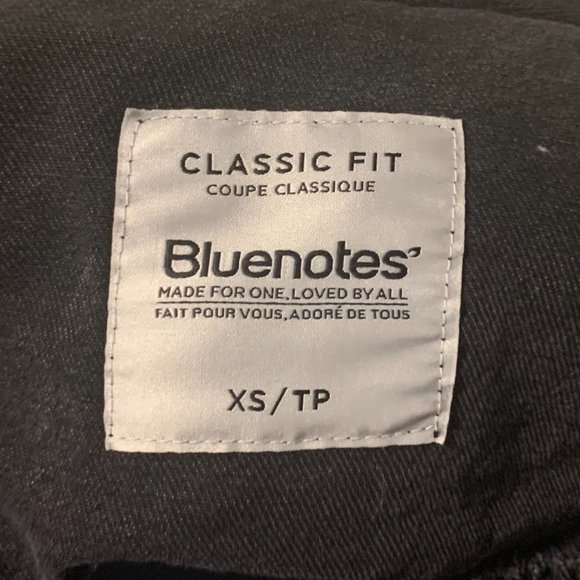 CLASSIC FIT
COUPE CLASSIQUE
Bluenotes
MADE FOR ONE, LOVED BY ALL
FAIT POUR VOUS, ADORÉ DE TOUS
XS/TP